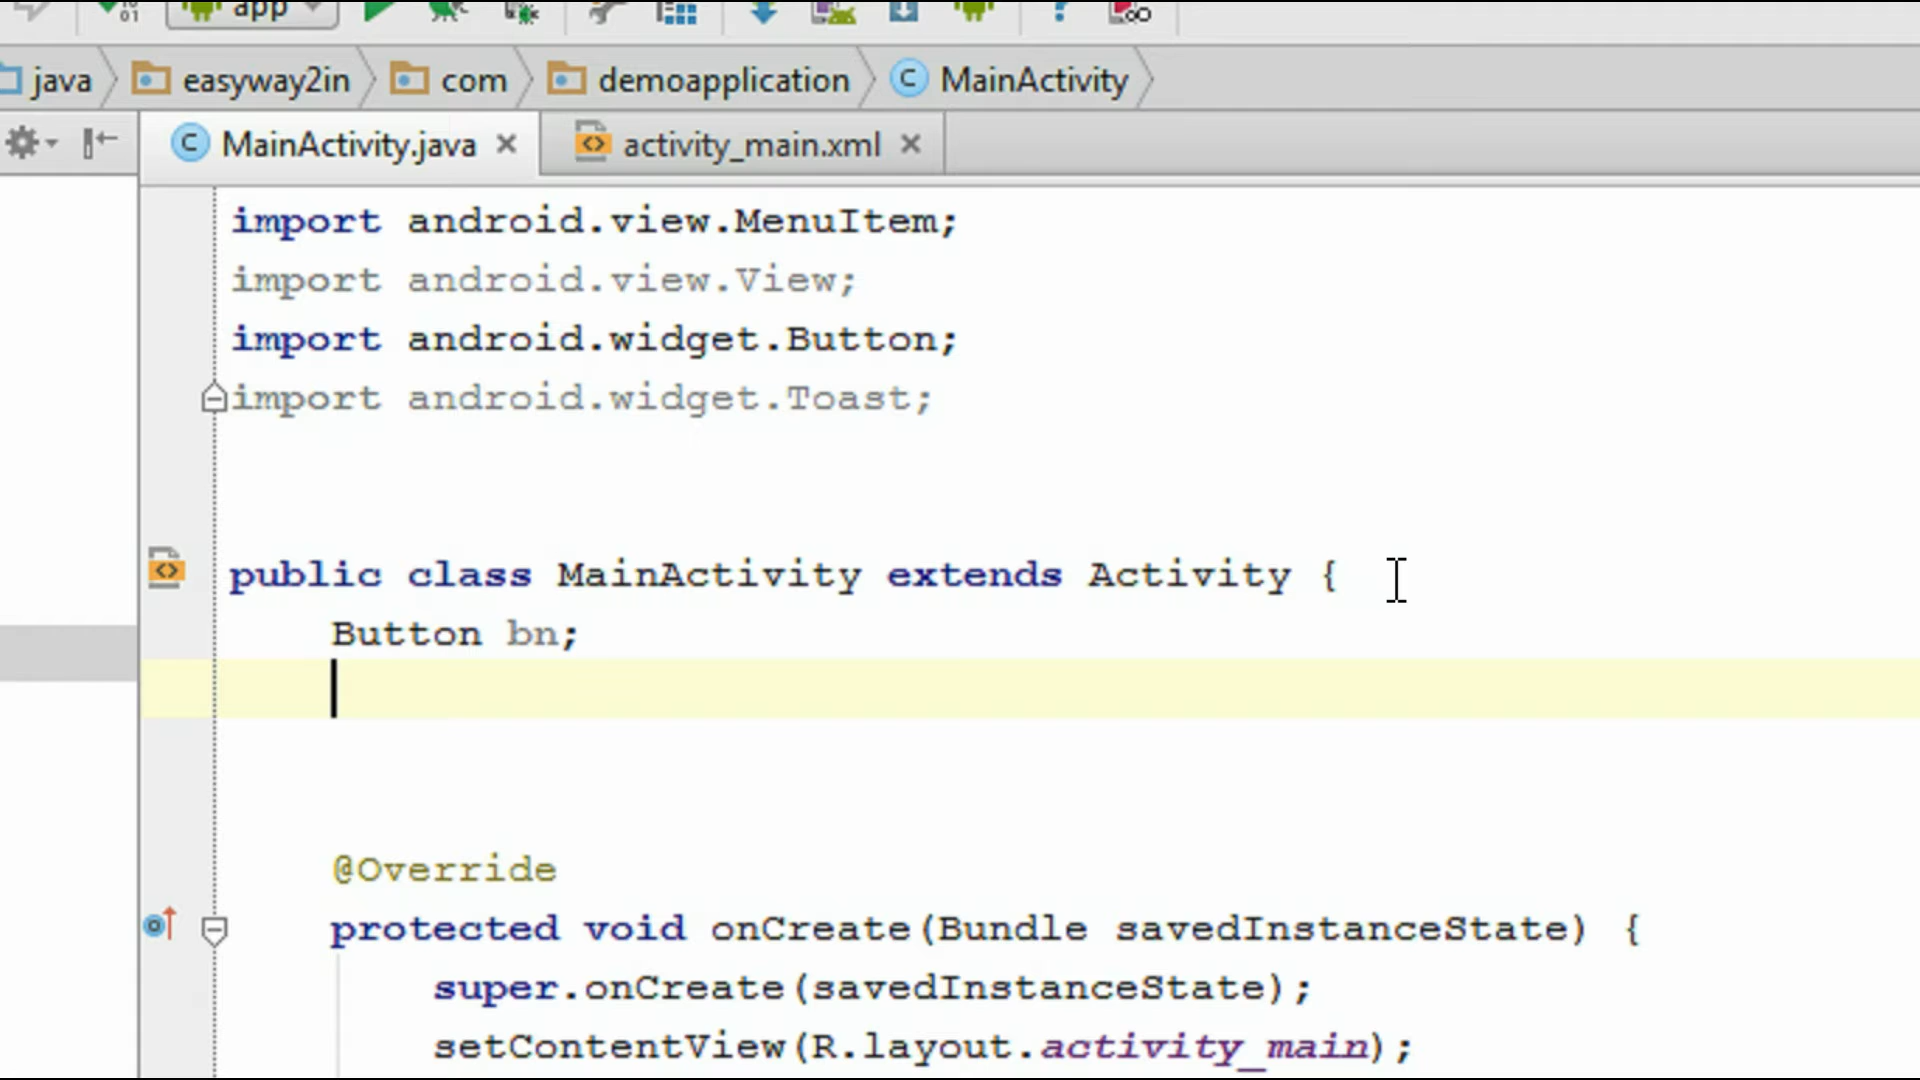 app
java easyway2in com demoapplication MainActivity
MainActivity.java activity_main.xml
import android.view.MenuItem;
import android.view.View;
import android.widget.Button;
import android.widget.Toast;
public class MainActivity extends Activity {
Button bn;
@Override
protected void onCreate(Bundle savedInstanceState) {
super.onCreate(savedInstanceState);
setContentView(R.layout.activity_main);